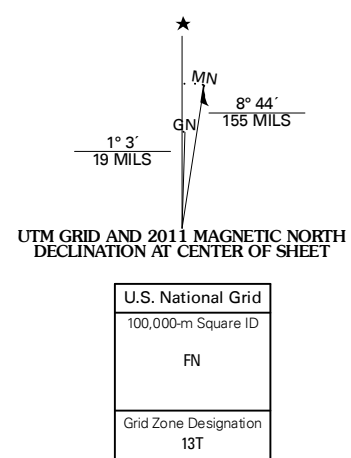 MN
8° 44´
155 MILS
GN
1° 3´
19 MILS
UTM GRID AND 2011 MAGNETIC NORTH
DECLINATION AT CENTER OF SHEET
U.S. National Grid
100,000-m Square ID
FN
Grid Zone Designation
13T